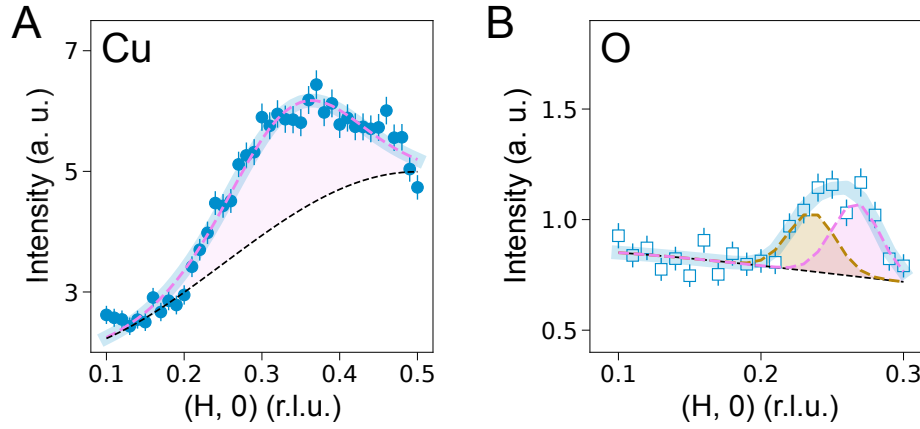 A
Cu
Intensity (a. u.)
7
5
3
0.1 0.2 0.3 0.4 0.5
(H, 0) (r.l.u.)
B
O
Intensity (a. u.)
1.5
1.0
0.5
0.1 0.2 0.3
(H, 0) (r.l.u.)